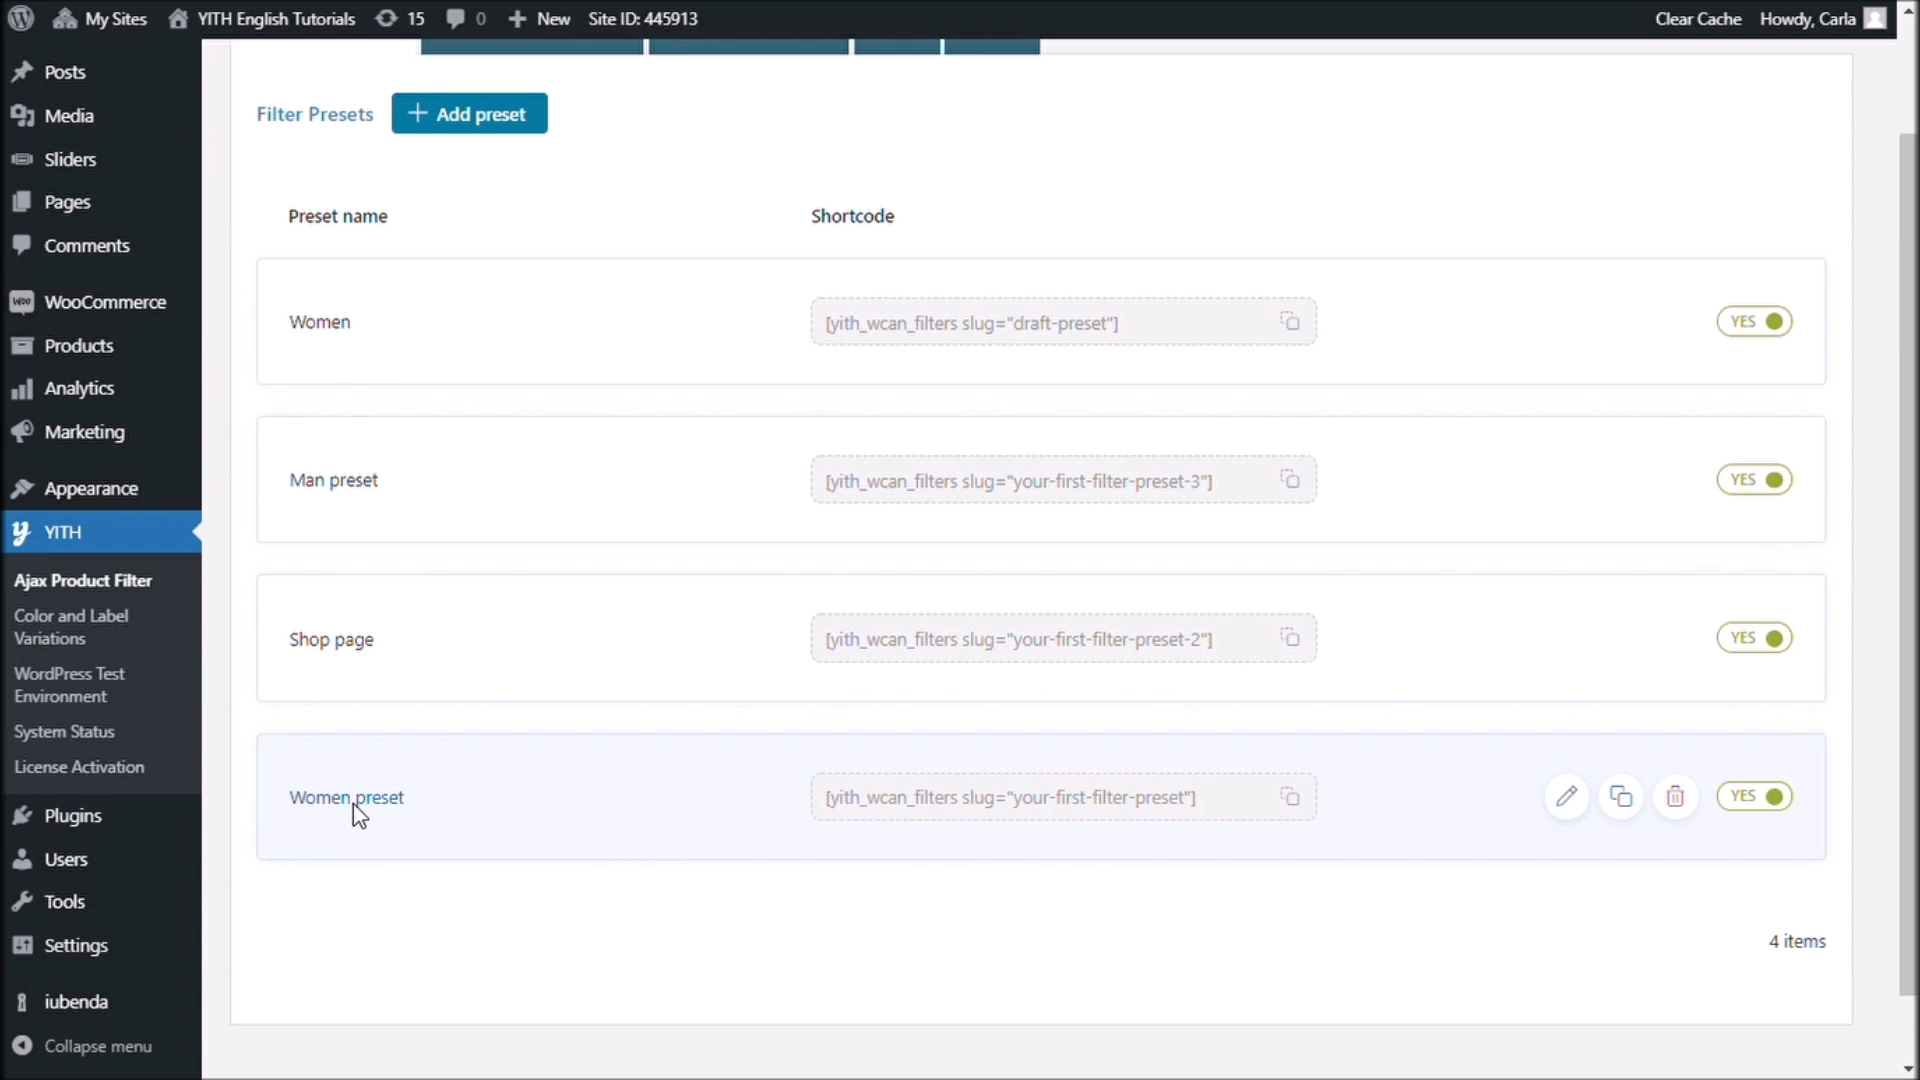 My Sites
YITH English Tutorials
15
0
New
Site ID: 445913
Clear Cache
Howdy, Carla
Posts
Media
Sliders
Pages
Comments
WooCommerce
Products
Analytics
Marketing
Appearance
YITH
Ajax Product Filter
Color and Label
Variations
WordPress Test
Environment
System Status
License Activation
Plugins
Users
Tools
Settings
iubenda
Collapse menu
Filter Presets
Add preset
Preset name
Shortcode
Women
[yith_wcan_filters slug="draft-preset"]
YES
Man preset
[yith_wcan_filters slug="your-first-filter-preset-3"]
YES
Shop page
[yith_wcan_filters slug="your-first-filter-preset-2"]
YES
Women preset
[yith_wcan_filters slug="your-first-filter-preset"]
YES
4 items